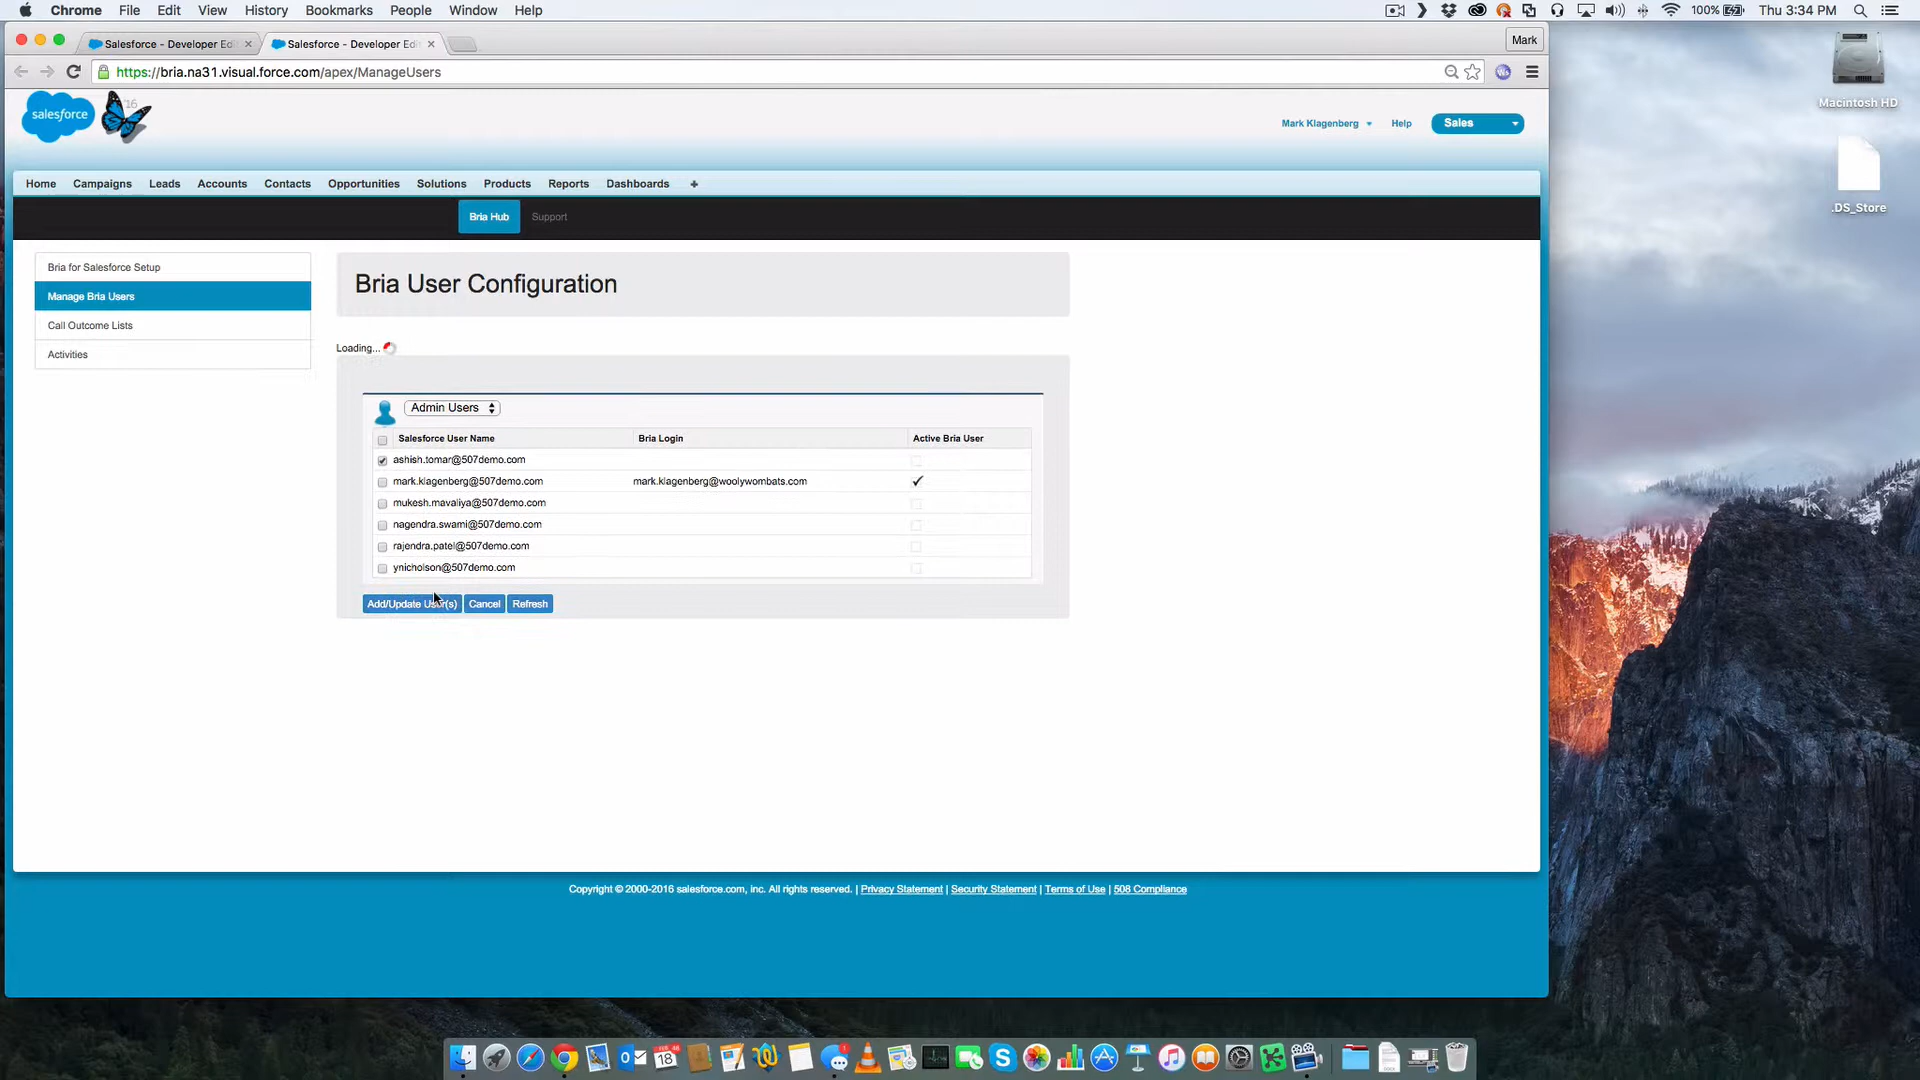 Chrome File Edit View History Bookmarks People Window Help 100% Thu 3:34 PM
Salesforce - Developer Edi Salesforce - Developer Edi Mark
https://bria.na31.visual.force.com/apex/ManageUsers
salesforce '16
Mark Klagenberg Help Sales
Macintosh HD
.DS_Store
Home Campaigns Leads Accounts Contacts Opportunities Solutions Products Reports Dashboards +
Bria Hub Support
Bria for Salesforce Setup
Manage Bria Users
Call Outcome Lists
Activities
Bria User Configuration
Loading...
Admin Users
Salesforce User Name Bria Login Active Bria User
ashish.tomar@507demo.com
mark.klagenberg@507demo.com mark.klagenberg@woolywombats.com
mukesh.mavaliya@507demo.com
nagendra.swami@507demo.com
rajendra.patel@507demo.com
ynicholson@507demo.com
Add/Update User(s) Cancel Refresh
Copyright © 2000-2016 salesforce.com, inc. All rights reserved. | Privacy Statement | Security Statement | Terms of Use | 508 Compliance
18